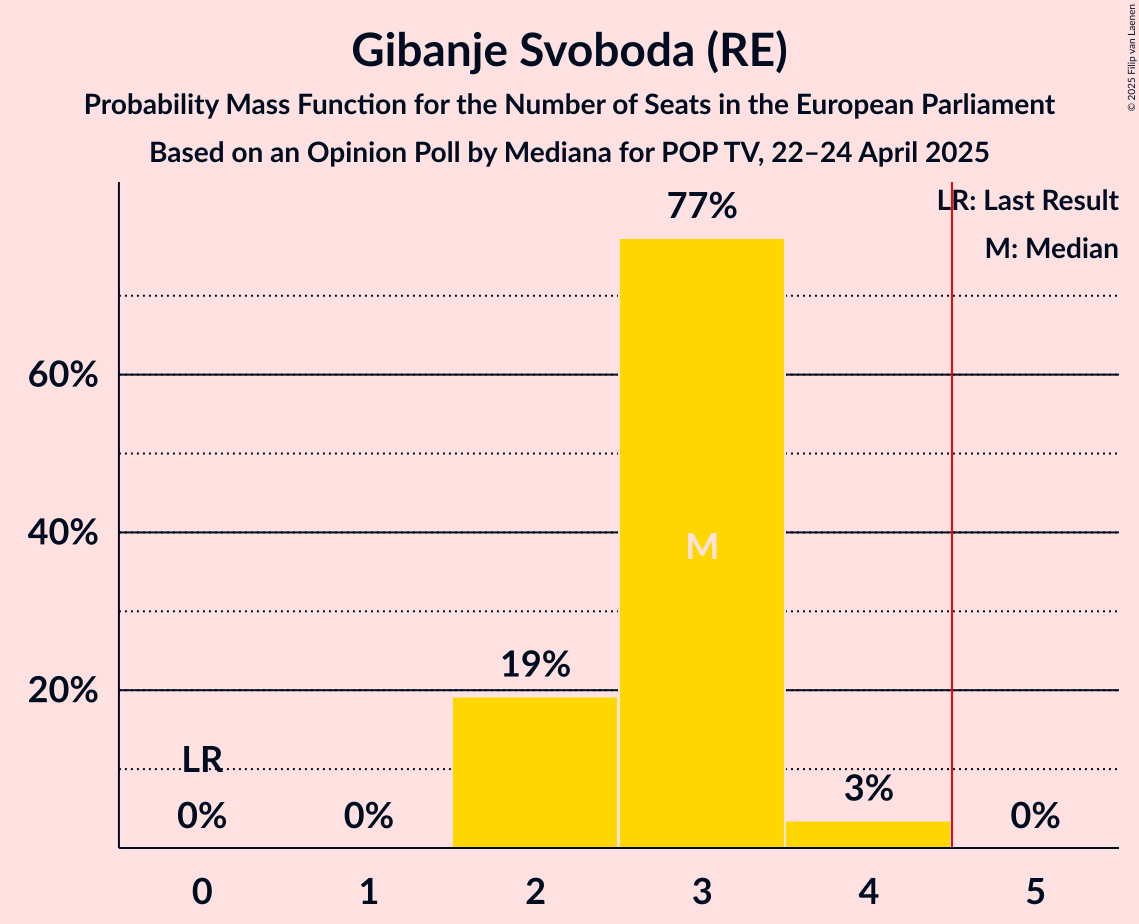 Gibanje Svoboda (RE)
Probability Mass Function for the Number of Seats in the European Parliament
Based on an Opinion Poll by Mediana for POP TV, 22–24 April 2025
© 2025 Filip van Laenen
LR: Last Result
M: Median
77%
60%
40%
M
19%
20%
LR
3%
0%
0%
0%
0
1
2
3
4
5